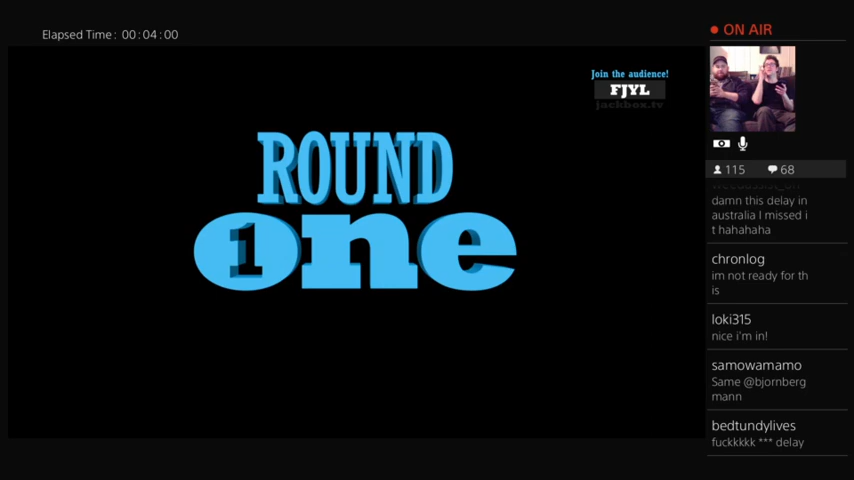 Elapsed Time: 00:04:00
ON AIR
Join the audience!
FJYL
jackbox.tv
ROUND
1
One
115
68
damn this delay in
australia I missed i
t hahahaha
chronlog
im not ready for th
is
loki315
nice i'm in!
samowamamo
Same @bjornberg
mann
bedtundylives
fuckkkkk *** delay